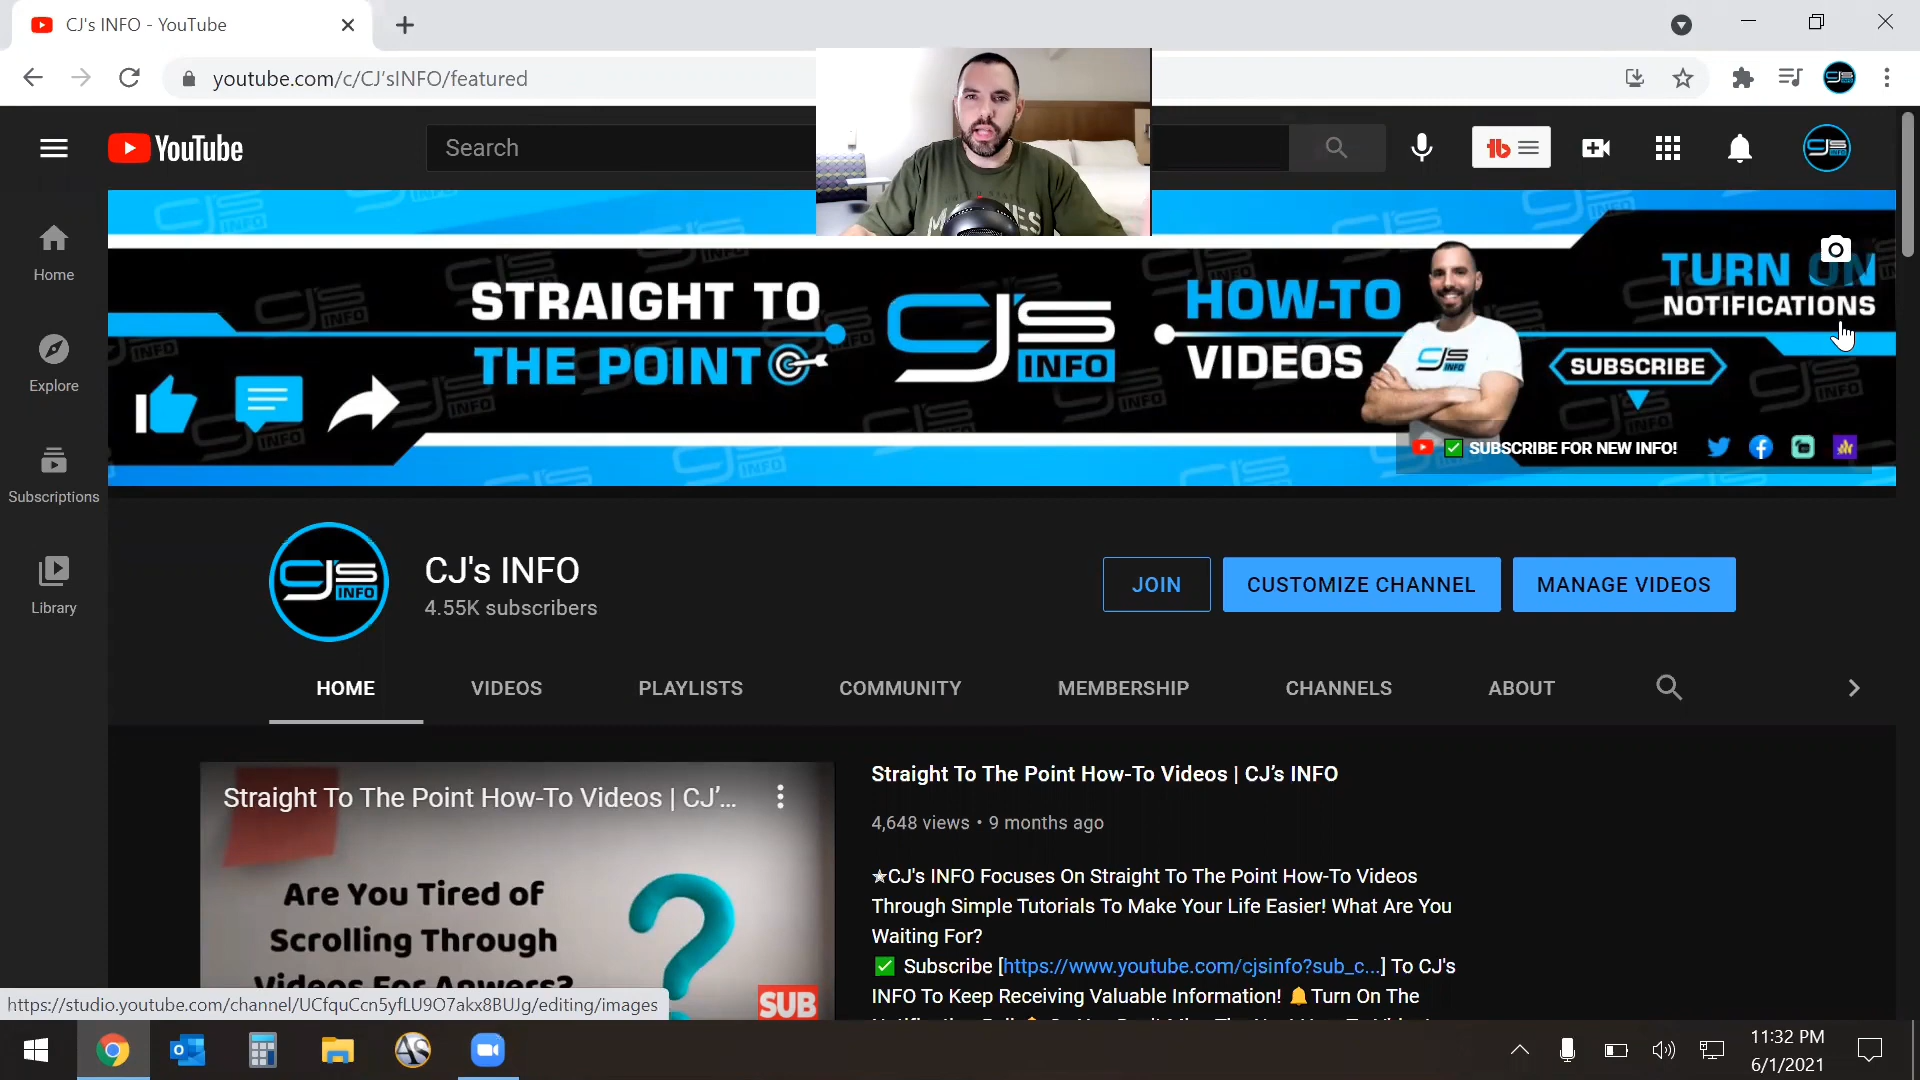 CJ's INFO - YouTube
youtube.com/c/CJ'sINFO/featured
YouTube
Search
Home
Explore
Subscriptions
Library
STRAIGHT TO
THE POINT
CJ's
INFO
HOW-TO
VIDEOS
TURN ON
NOTIFICATIONS
SUBSCRIBE
✅ SUBSCRIBE FOR NEW INFO!
CJ's
INFO
CJ's INFO
4.55K subscribers
JOIN
CUSTOMIZE CHANNEL
MANAGE VIDEOS
HOME
VIDEOS
PLAYLISTS
COMMUNITY
MEMBERSHIP
CHANNELS
ABOUT
Straight To The Point How-To Videos | CJ'...
Are You Tired of
Scrolling Through
Videos For Anwers?
SUB
Straight To The Point How-To Videos | CJ's INFO
4,648 views • 9 months ago
★CJ's INFO Focuses On Straight To The Point How-To Videos
Through Simple Tutorials To Make Your Life Easier! What Are You
Waiting For?
✅ Subscribe [https://www.youtube.com/cjsinfo?sub_c...] To CJ's
INFO To Keep Receiving Valuable Information! 🔔Turn On The
https://studio.youtube.com/channel/UCfquCcn5yfLU9O7akx8BUJg/editing/images
11:32 PM
6/1/2021